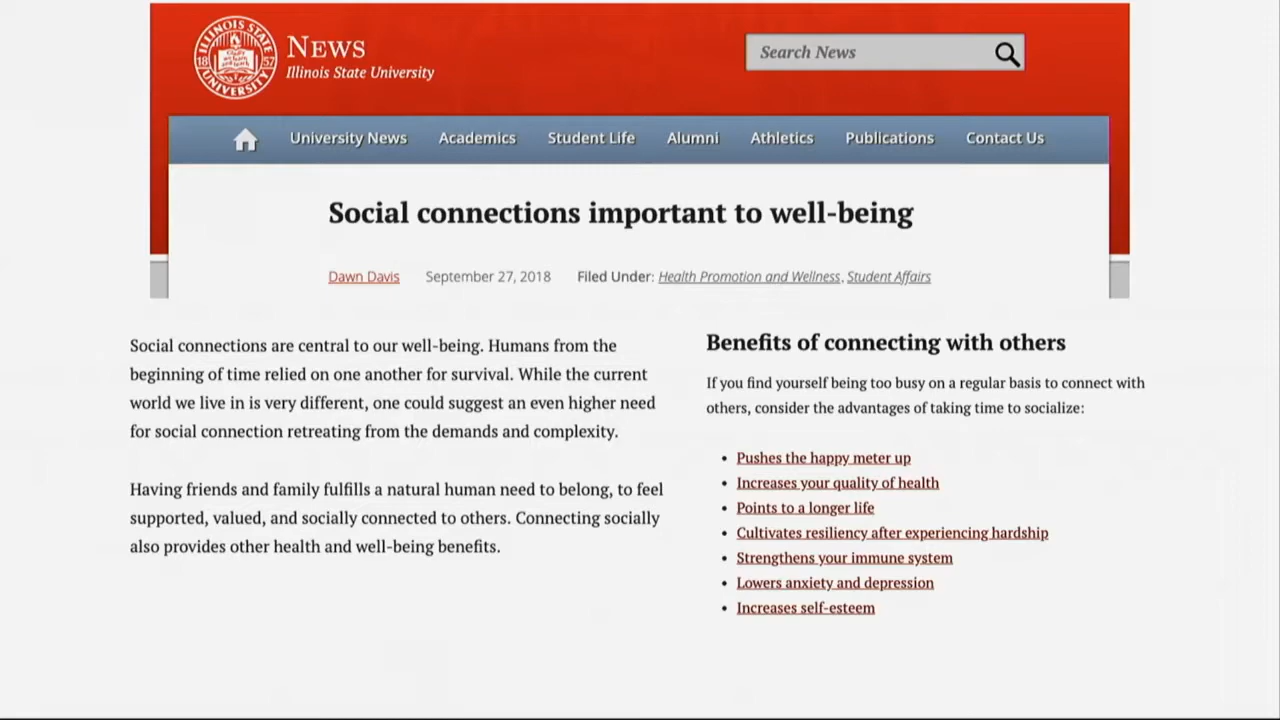 ILLINOIS STATE UNIVERSITY
18 57
News
Illinois State University
Search News
University News Academics Student Life Alumni Athletics Publications Contact Us
Social connections important to well-being
Dawn Davis September 27, 2018 Filed Under: Health Promotion and Wellness, Student Affairs
Social connections are central to our well-being. Humans from the
beginning of time relied on one another for survival. While the current
world we live in is very different, one could suggest an even higher need
for social connection retreating from the demands and complexity.
Having friends and family fulfills a natural human need to belong, to feel
supported, valued, and socially connected to others. Connecting socially
also provides other health and well-being benefits.
Benefits of connecting with others
If you find yourself being too busy on a regular basis to connect with
others, consider the advantages of taking time to socialize:
• Pushes the happy meter up
• Increases your quality of health
• Points to a longer life
• Cultivates resiliency after experiencing hardship
• Strengthens your immune system
• Lowers anxiety and depression
• Increases self-esteem